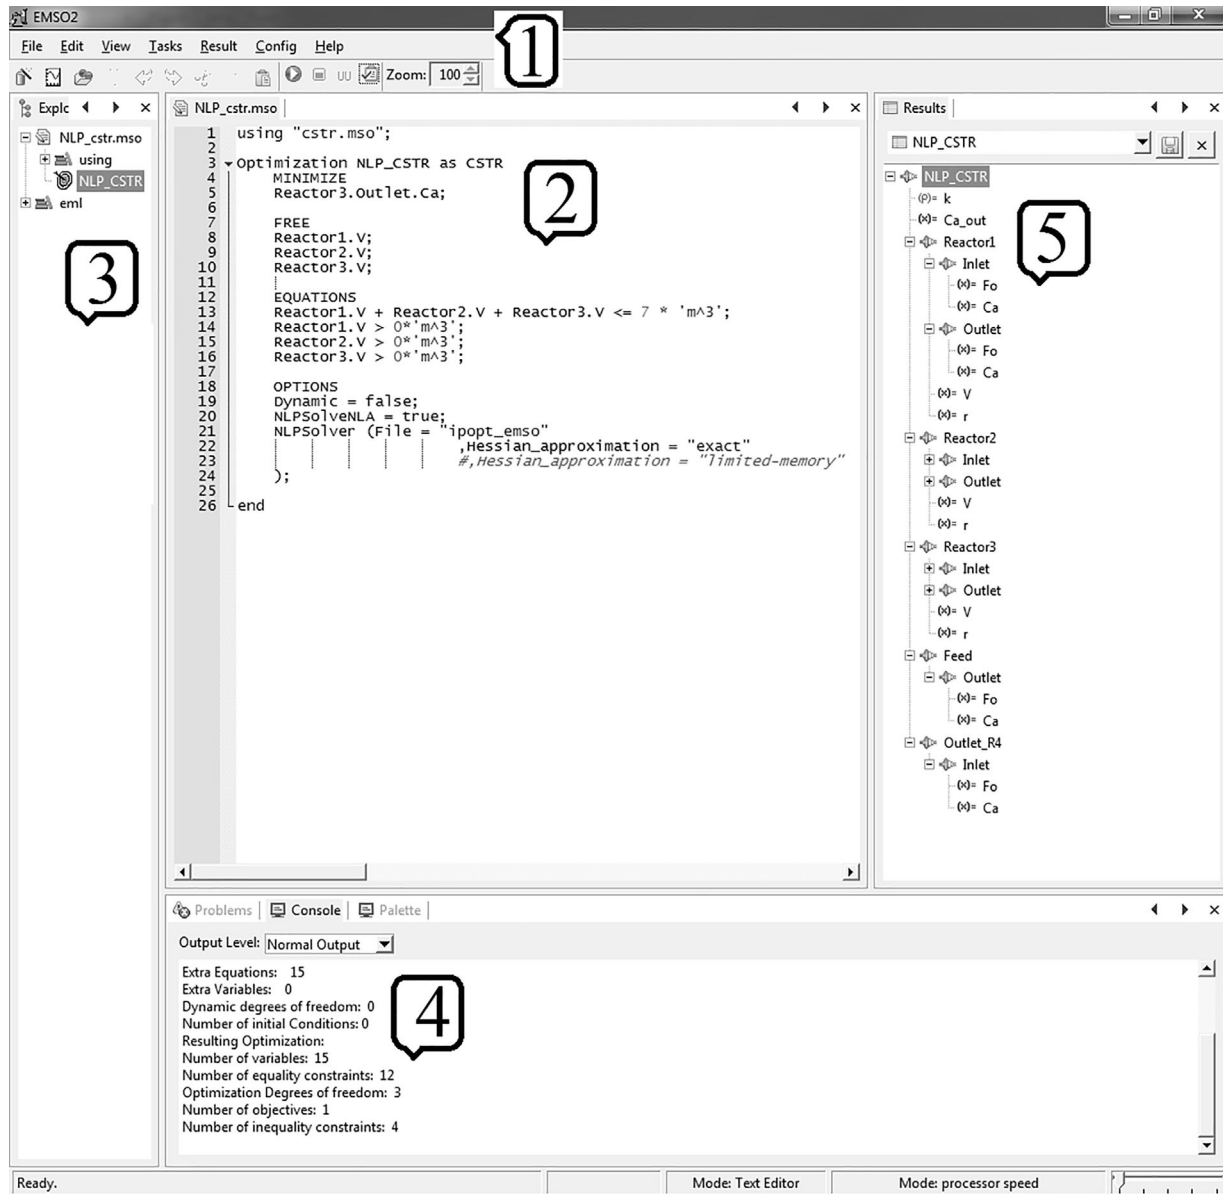 EMSO2
File Edit View Tasks Result Config Help
1
Zoom: 100
Explc
NLP_cstr.mso
using
NLP_CSTR
eml
3
NLP_cstr.mso
1 using "cstr.mso";
2
3 Optimization NLP_CSTR as CSTR
4 MINIMIZE
5 Reactor3.Outlet.Ca;
6
7 FREE
8 Reactor1.V;
9 Reactor2.V;
10 Reactor3.V;
11
12 EQUATIONS
13 Reactor1.V + Reactor2.V + Reactor3.V <= 7 * 'm^3';
14 Reactor1.V > 0*'m^3';
15 Reactor2.V > 0*'m^3';
16 Reactor3.V > 0*'m^3';
17
18 OPTIONS
19 Dynamic = false;
20 NLPSolveNLA = true;
21 NLPSolver (File = "ipopt_emso"
22 ,Hessian_approximation = "exact"
23 #,Hessian_approximation = "limited-memory"
24 );
25
26 end
2
Results
NLP_CSTR
NLP_CSTR
(P)= k
(x)= Ca_out
Reactor1
Inlet
(x)= Fo
(x)= Ca
Outlet
(x)= Fo
(x)= Ca
(x)= V
(x)= r
Reactor2
Inlet
Outlet
(x)= V
(x)= r
Reactor3
Inlet
Outlet
(x)= V
(x)= r
Feed
Outlet
(x)= Fo
(x)= Ca
Outlet_R4
Inlet
(x)= Fo
(x)= Ca
5
Problems Console Palette
Output Level: Normal Output
Extra Equations: 15
Extra Variables: 0
Dynamic degrees of freedom: 0
Number of initial Conditions: 0
Resulting Optimization:
Number of variables: 15
Number of equality constraints: 12
Optimization Degrees of freedom: 3
Number of objectives: 1
Number of inequality constraints: 4
4
Ready. Mode: Text Editor Mode: processor speed